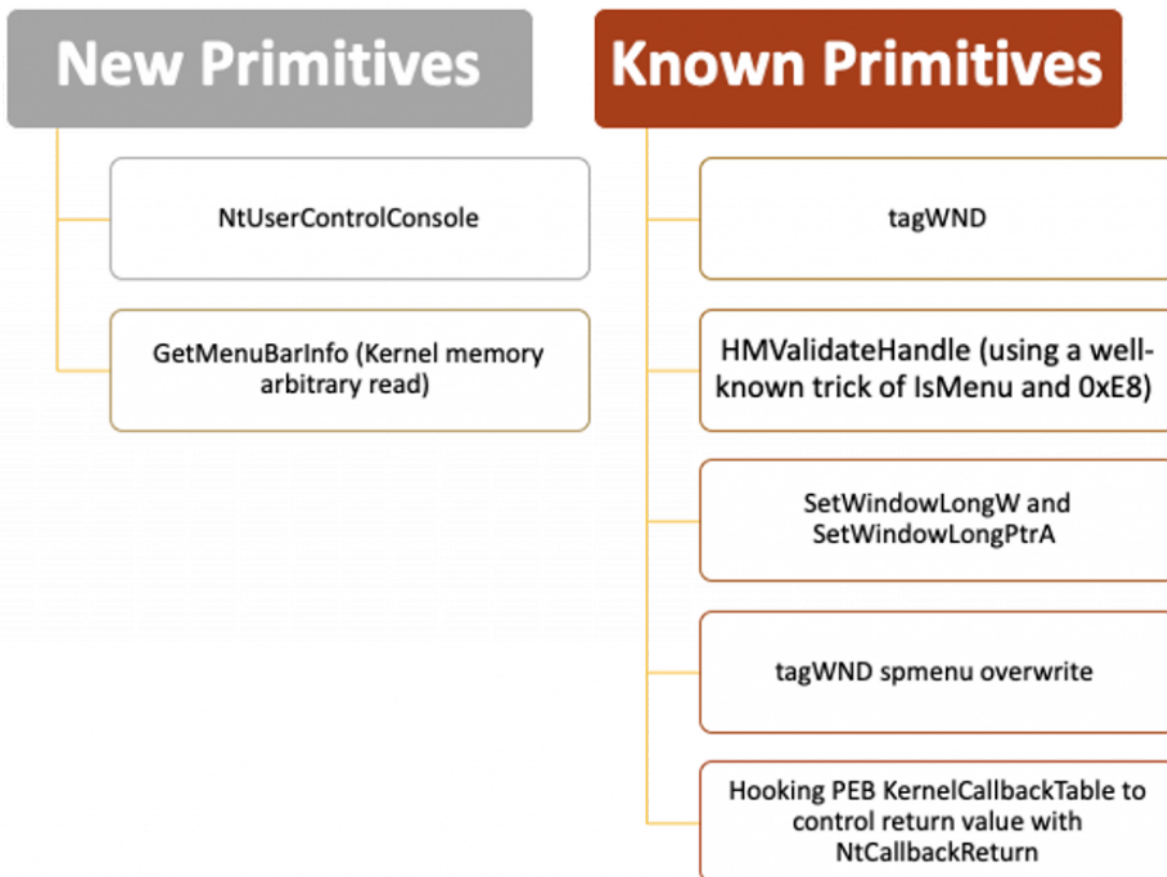 New Primitives
NtUserControlConsole
GetMenuBarInfo (Kernel memory
arbitrary read)
Known Primitives
tagWND
HMValidateHandle (using a well-
known trick of IsMenu and 0xE8)
SetWindowLongW and
SetWindowLongPtrA
tagWND spmenu overwrite
Hooking PEB KernelCallbackTable to
control return value with
NtCallbackReturn